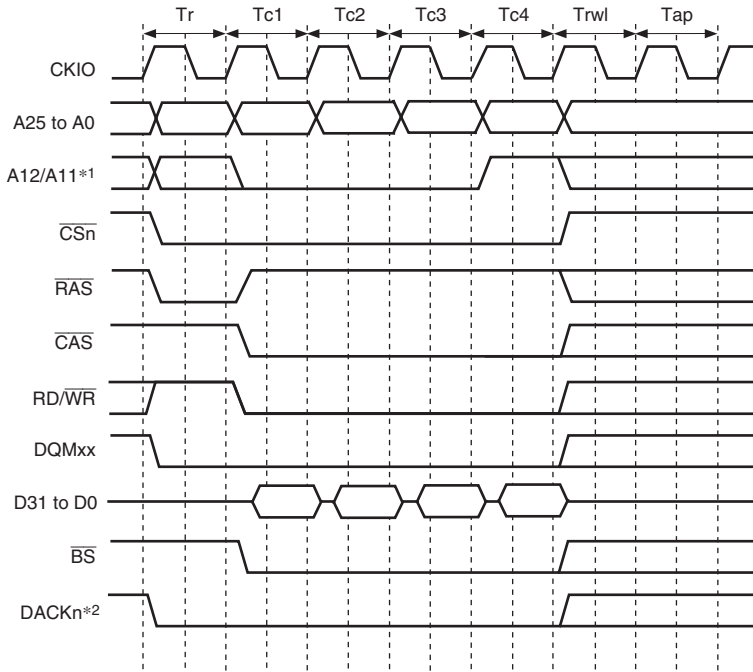 Tr Tc1 Tc2 Tc3 Tc4 Trwl Tap
CKIO
A25 to A0
A12/A11*1
CSn
RAS
CAS
RD/WR
DQMxx
D31 to D0
BS
DACKn*2